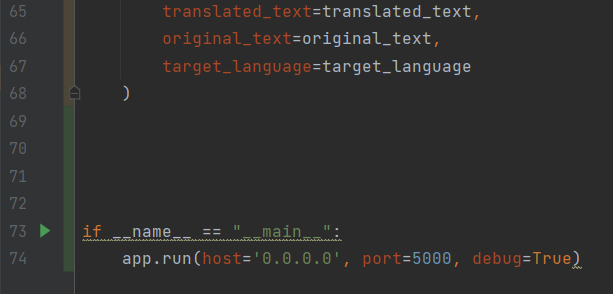 65 translated_text=translated_text,
66 original_text=original_text,
67 target_language=target_language
68 )
69
70
71
72
73 if __name__ == "__main__":
74 app.run(host='0.0.0.0', port=5000, debug=True)